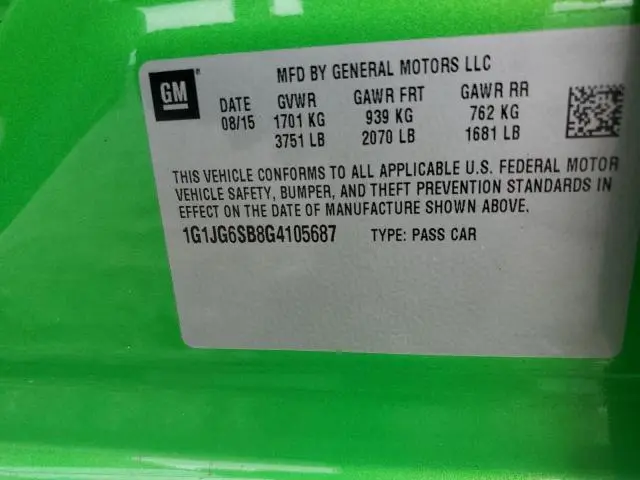 MFD BY GENERAL MOTORS LLC
GM®
DATE GVWR GAWR FRT GAWR RR
08/15 1701 KG 939 KG 762 KG
3751 LB 2070 LB 1681 LB
THIS VEHICLE CONFORMS TO ALL APPLICABLE U.S. FEDERAL MOTOR
VEHICLE SAFETY, BUMPER, AND THEFT PREVENTION STANDARDS IN
EFFECT ON THE DATE OF MANUFACTURE SHOWN ABOVE.
1G1JG6SB8G4105687 TYPE: PASS CAR